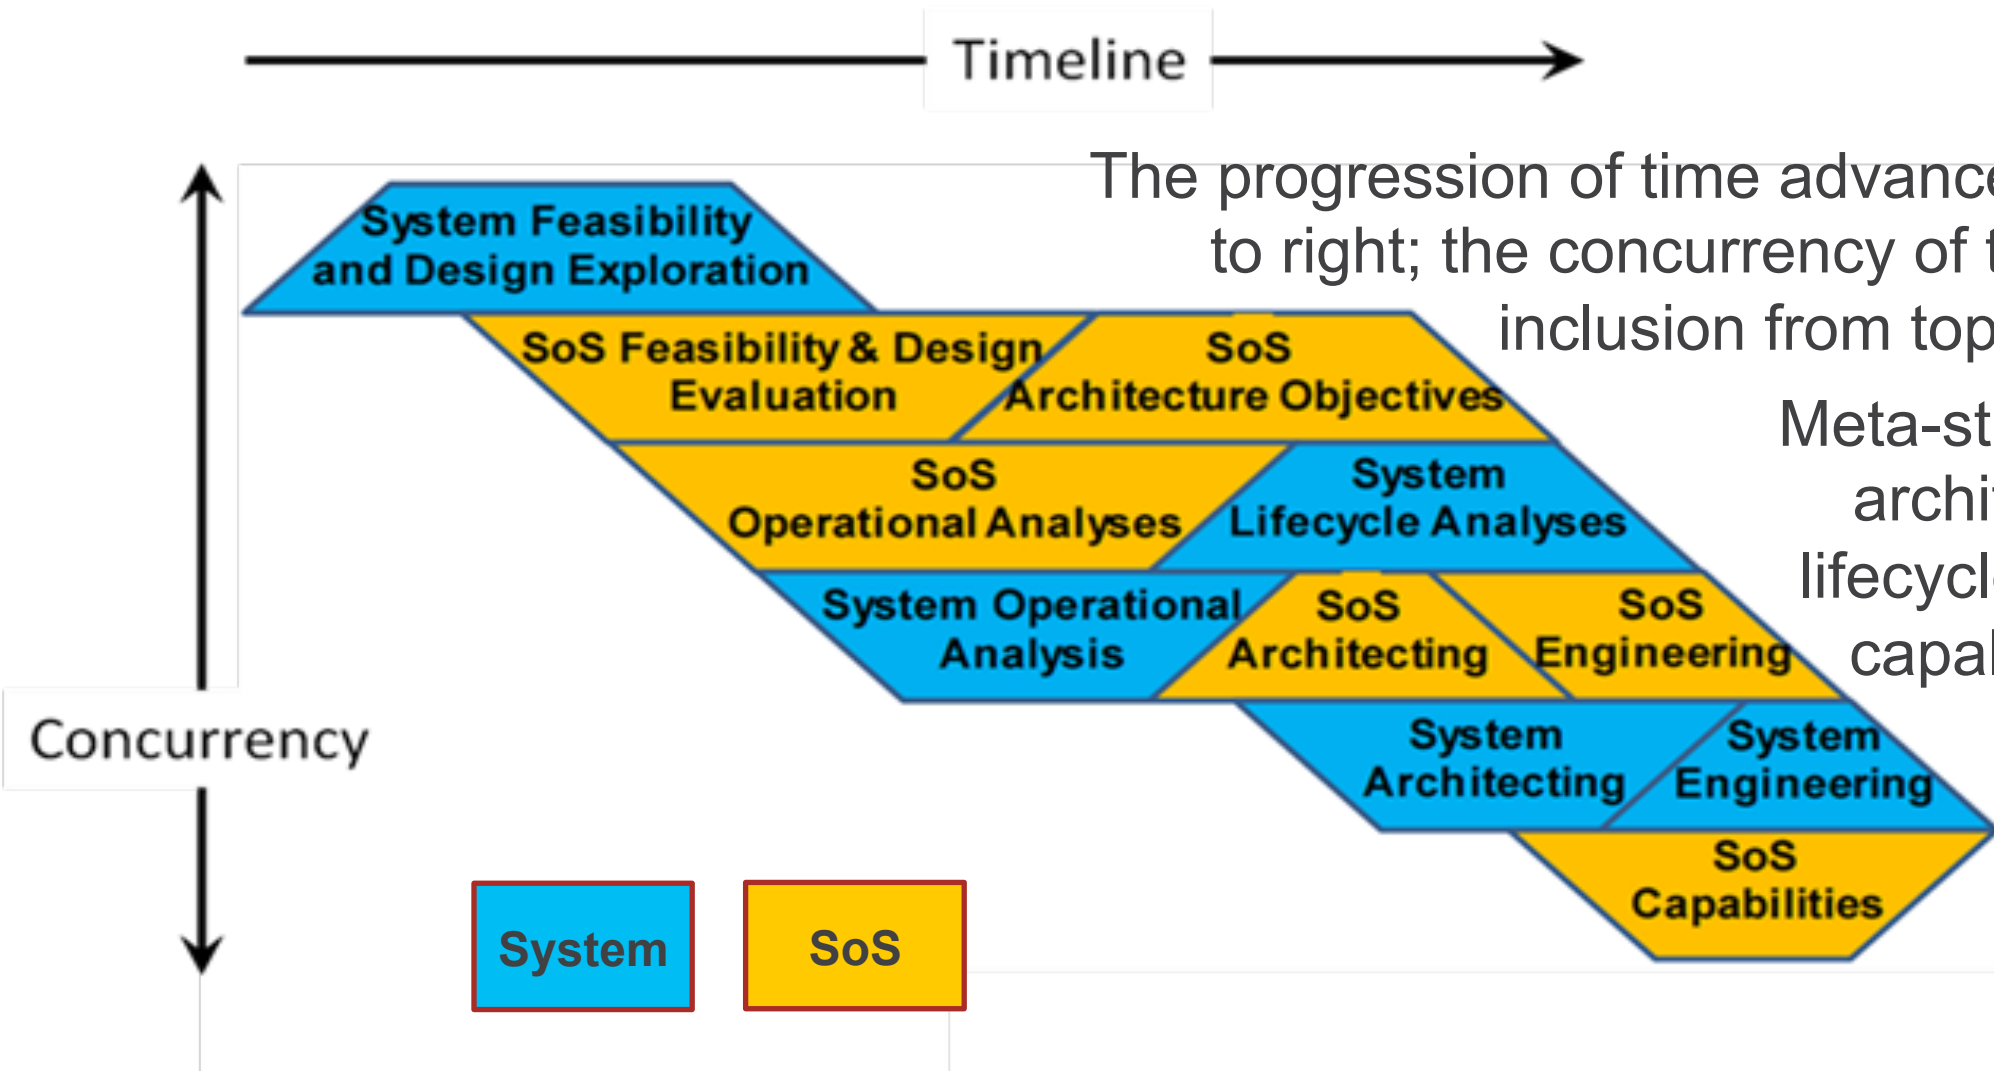 Timeline
The progression of time advance
to right; the concurrency of t
inclusion from top
Meta-st
archi
lifecycl
capal
System Feasibility
and Design Exploration
SoS Feasibility & Design
Evaluation
SoS
Architecture Objectives
SoS
Operational Analyses
System
Lifecycle Analyses
System Operational
Analysis
SoS
Architecting
SoS
Engineering
Concurrency
System
Architecting
System
Engineering
SoS
Capabilities
System
SoS